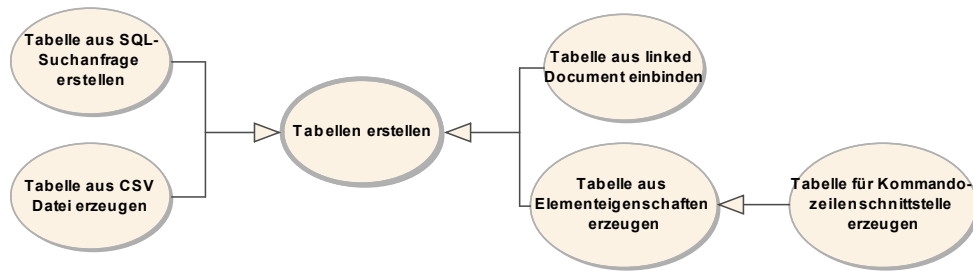 Tabelle aus SQL-
Suchanfrage
erstellen
Tabelle aus CSV
Datei erzeugen
Tabellen erstellen
Tabelle aus linked
Document einbinden
Tabelle aus
Elementeigenschaften
erzeugen
Tabelle für Kommando-
zeilenschnittstelle
erzeugen